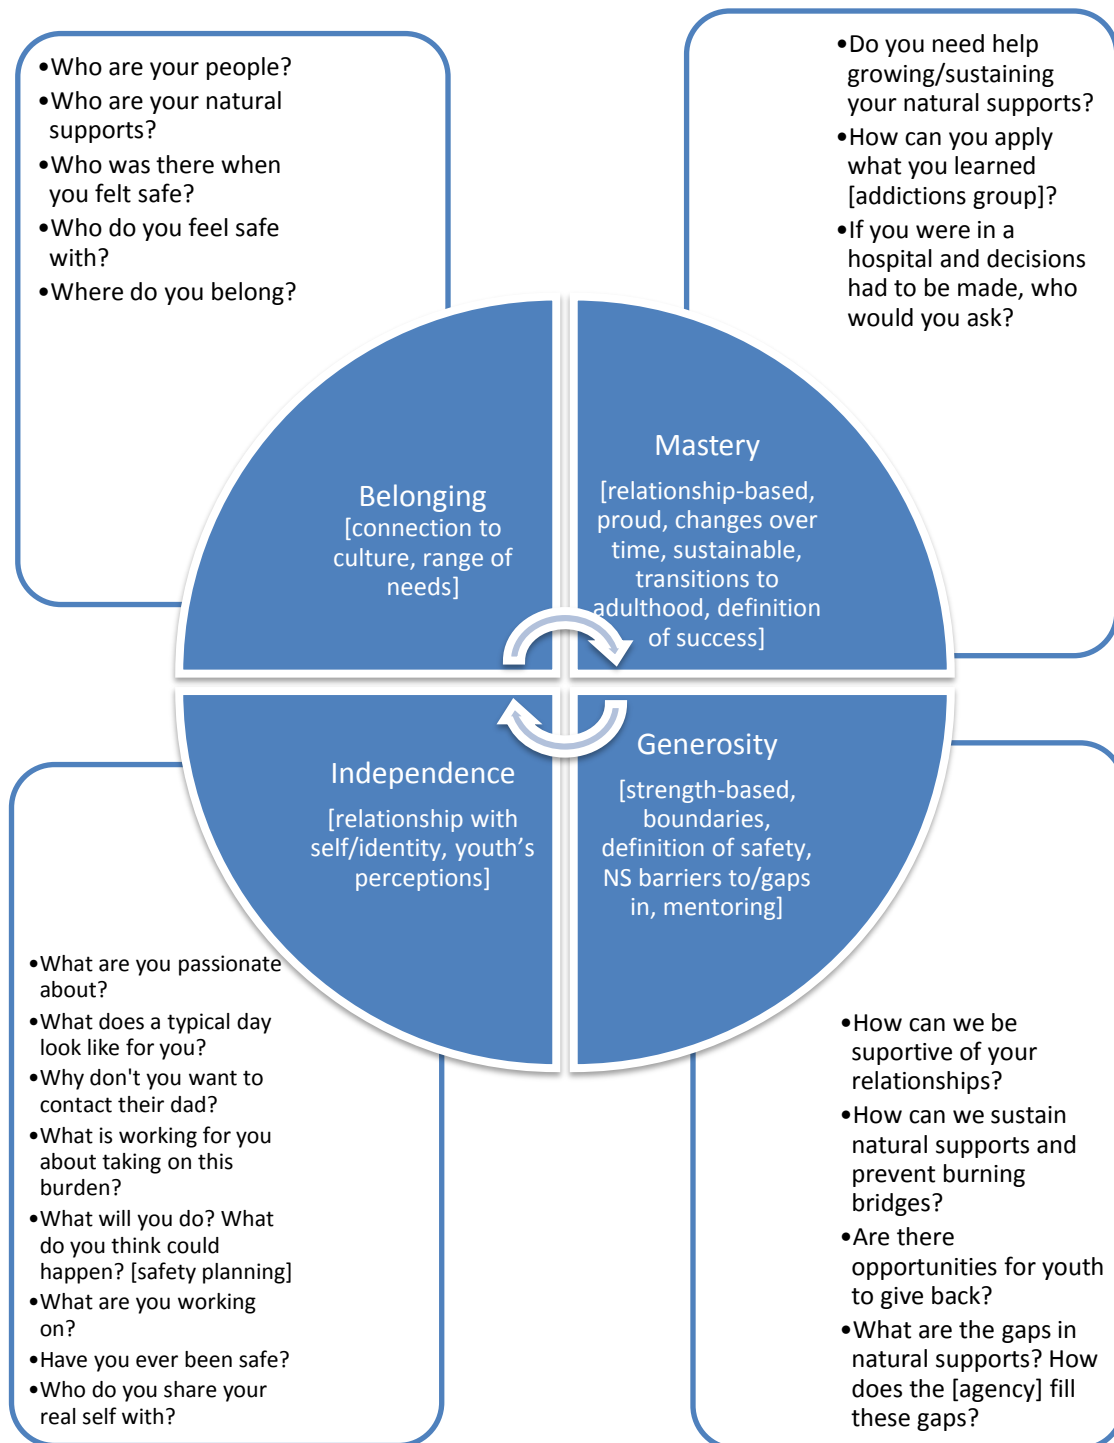 •Who are your people?
•Who are your natural
supports?
•Who was there when
you felt safe?
•Who do you feel safe
with?
•Where do you belong?
•Do you need help
growing/sustaining
your natural supports?
•How can you apply
what you learned
[addictions group]?
•If you were in a
hospital and decisions
had to be made, who
would you ask?
Belonging
[connection to
culture, range of
needs]
Mastery
[relationship-based,
proud, changes over
time, sustainable,
transitions to
adulthood, definition
of success]
Independence
[relationship with
self/identity, youth’s
perceptions]
Generosity
[strength-based,
boundaries,
definition of safety,
NS barriers to/gaps
in, mentoring]
•What are you passionate
about?
•What does a typical day
look like for you?
•Why don't you want to
contact their dad?
•What is working for you
about taking on this
burden?
•What will you do? What
do you think could
happen? [safety planning]
•What are you working
on?
•Have you ever been safe?
•Who do you share your
real self with?
•How can we be
suportive of your
relationships?
•How can we sustain
natural supports and
prevent burning
bridges?
•Are there
opportunities for youth
to give back?
•What are the gaps in
natural supports? How
does the [agency] fill
these gaps?